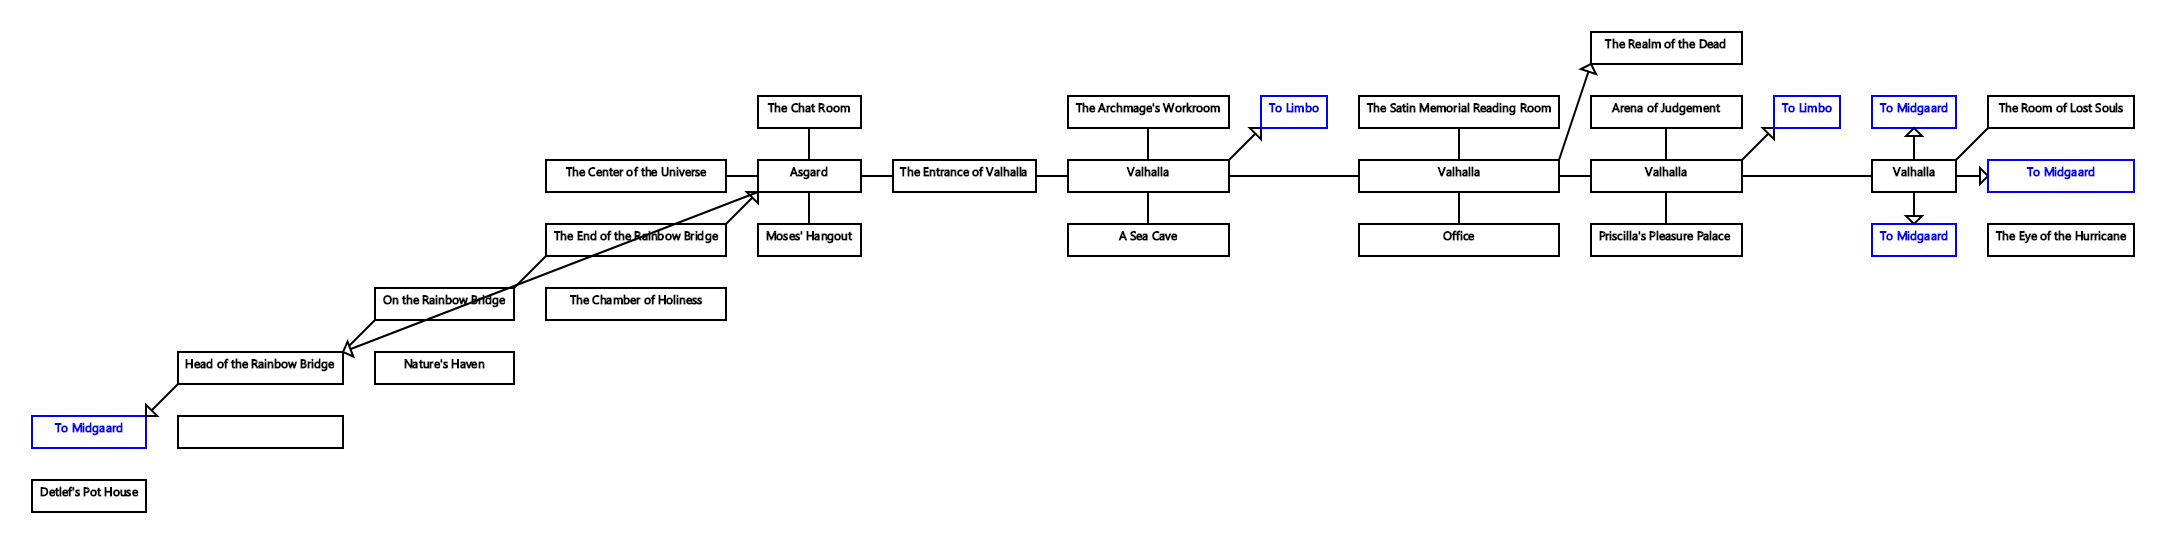 The Realm of the Dead
The Chat Room
The Archmage's Workroom
To Limbo
The Satin Memorial Reading Room
Arena of Judgement
To Limbo
To Midgaard
The Room of Lost Souls
The Center of the Universe
Asgard
The Entrance of Valhalla
Valhalla
Valhalla
Valhalla
Valhalla
To Midgaard
The End of the Rainbow Bridge
Moses' Hangout
A Sea Cave
Office
Priscilla's Pleasure Palace
To Midgaard
The Eye of the Hurricane
On the Rainbow Bridge
The Chamber of Holiness
Head of the Rainbow Bridge
Nature's Haven
To Midgaard
Detlef's Pot House